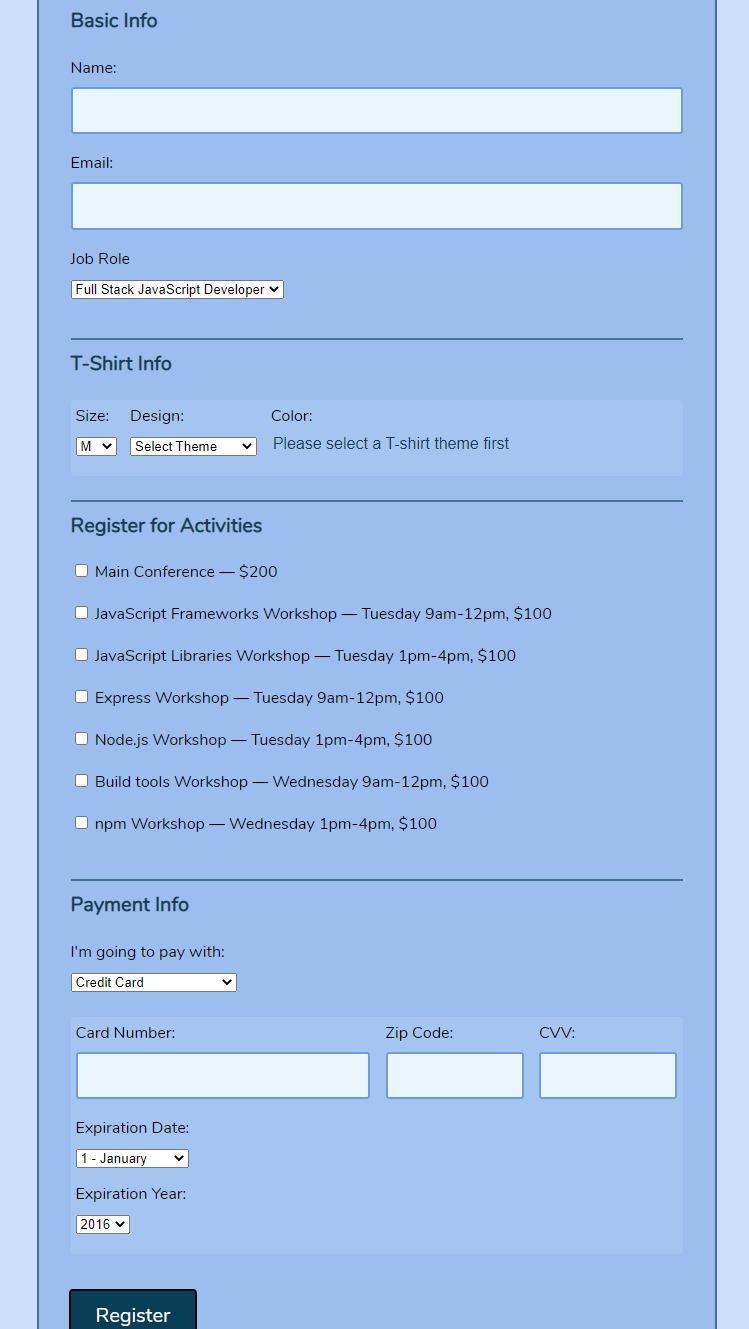 Basic Info
Name:
Email:
Job Role
Full Stack JavaScript Developer
T-Shirt Info
Size: Design: Color:
M Select Theme Please select a T-shirt theme first
Register for Activities
Main Conference — $200
JavaScript Frameworks Workshop — Tuesday 9am-12pm, $100
JavaScript Libraries Workshop — Tuesday 1pm-4pm, $100
Express Workshop — Tuesday 9am-12pm, $100
Node.js Workshop — Tuesday 1pm-4pm, $100
Build tools Workshop — Wednesday 9am-12pm, $100
npm Workshop — Wednesday 1pm-4pm, $100
Payment Info
I'm going to pay with:
Credit Card
Card Number: Zip Code: CVV:
Expiration Date:
1 - January
Expiration Year:
2016
Register